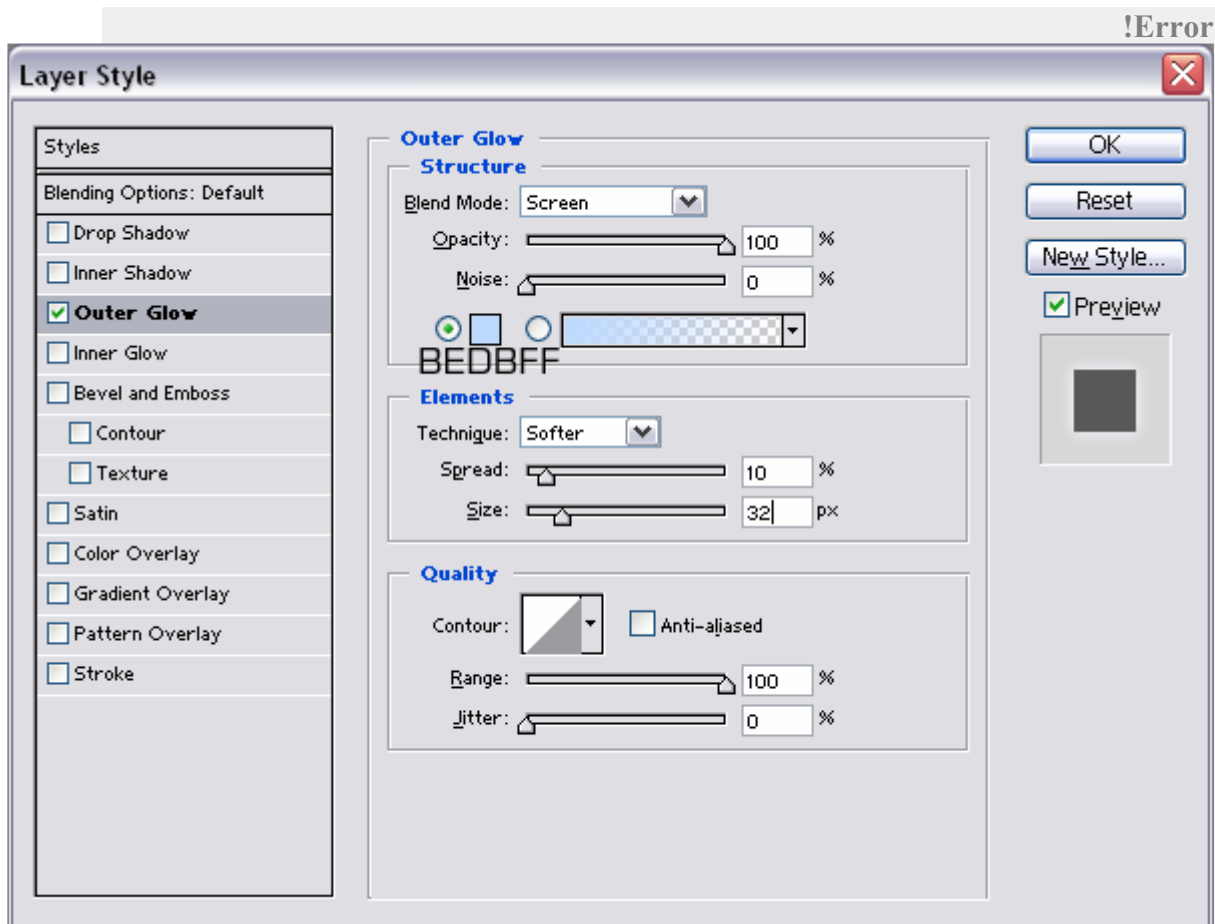 !Error
Layer Style
Styles
Blending Options: Default
Drop Shadow
Inner Shadow
Outer Glow
Inner Glow
Bevel and Emboss
Contour
Texture
Satin
Color Overlay
Gradient Overlay
Pattern Overlay
Stroke
Outer Glow
Structure
Blend Mode: Screen
Opacity: 100 %
Noise: 0 %
BEDBFF
Elements
Technique: Softer
Spread: 10 %
Size: 32 px
Quality
Contour: Anti-aliased
Range: 100 %
Jitter: 0 %
OK
Reset
New Style...
Preview